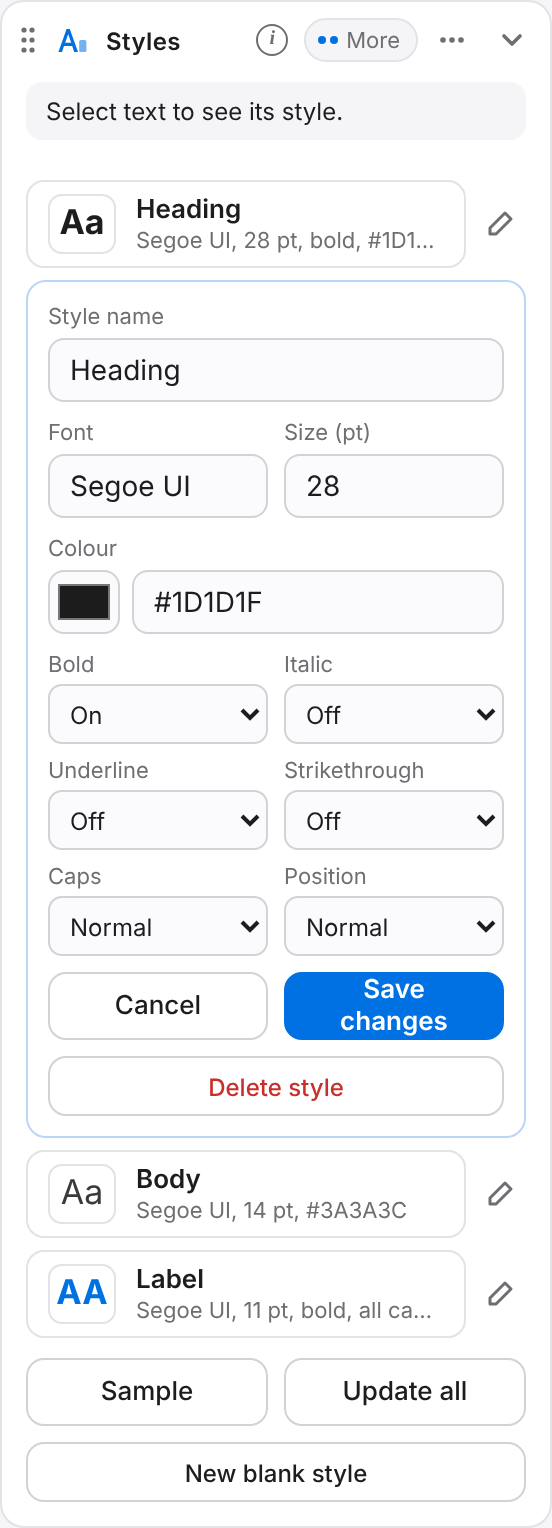 Styles
i
More
Select text to see its style.
Aa
Heading
Segoe UI, 28 pt, bold, #1D1...
Style name
Heading
Font
Size (pt)
Segoe UI
28
Colour
#1D1D1F
Bold
Italic
On
Off
Underline
Strikethrough
Off
Off
Caps
Position
Normal
Normal
Cancel
Save
changes
Delete style
Aa
Body
Segoe UI, 14 pt, #3A3A3C
AA
Label
Segoe UI, 11 pt, bold, all ca...
Sample
Update all
New blank style